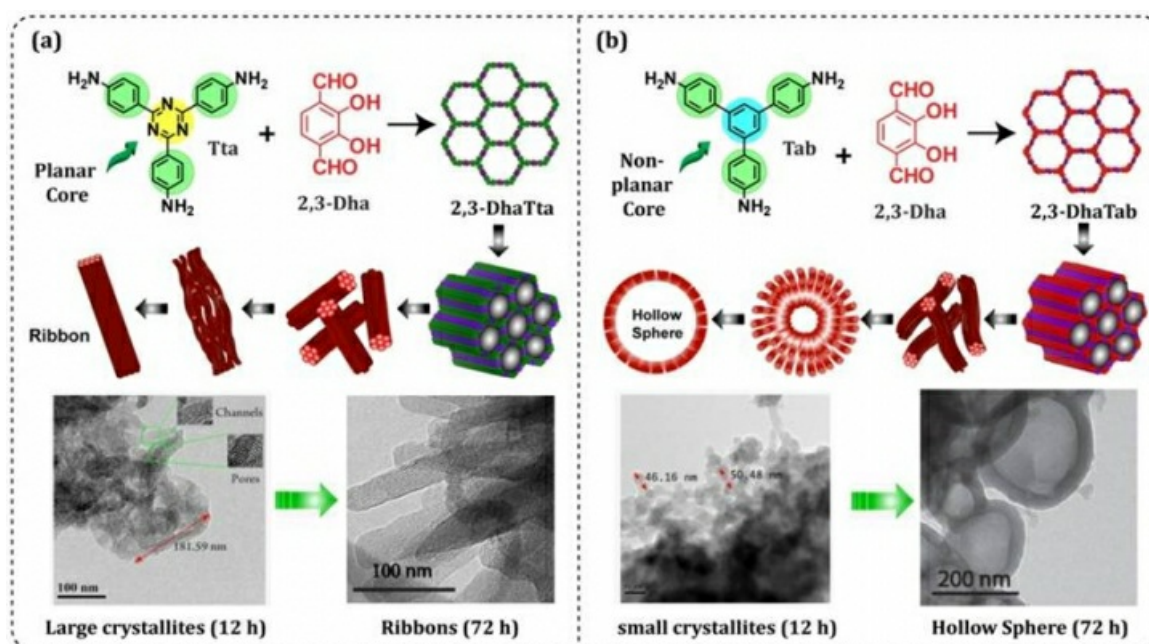 (a)
NH₂
H₂N
NH₂
N
N
N
Tta
Planar
Core
+
CHO
OH
OH
CHO
2,3-Dha
2,3-DhaTta
Ribbon
Channels
Pores
181.59 nm
100 nm
100 nm
Large crystallites (12 h)
Ribbons (72 h)
(b)
H₂N
NH₂
NH₂
Tab
Non-
planar
Core
+
CHO
OH
OH
CHO
2,3-Dha
2,3-DhaTab
Hollow
Sphere
46.16 nm
50.48 nm
200 nm
small crystallites (12 h)
Hollow Sphere (72 h)